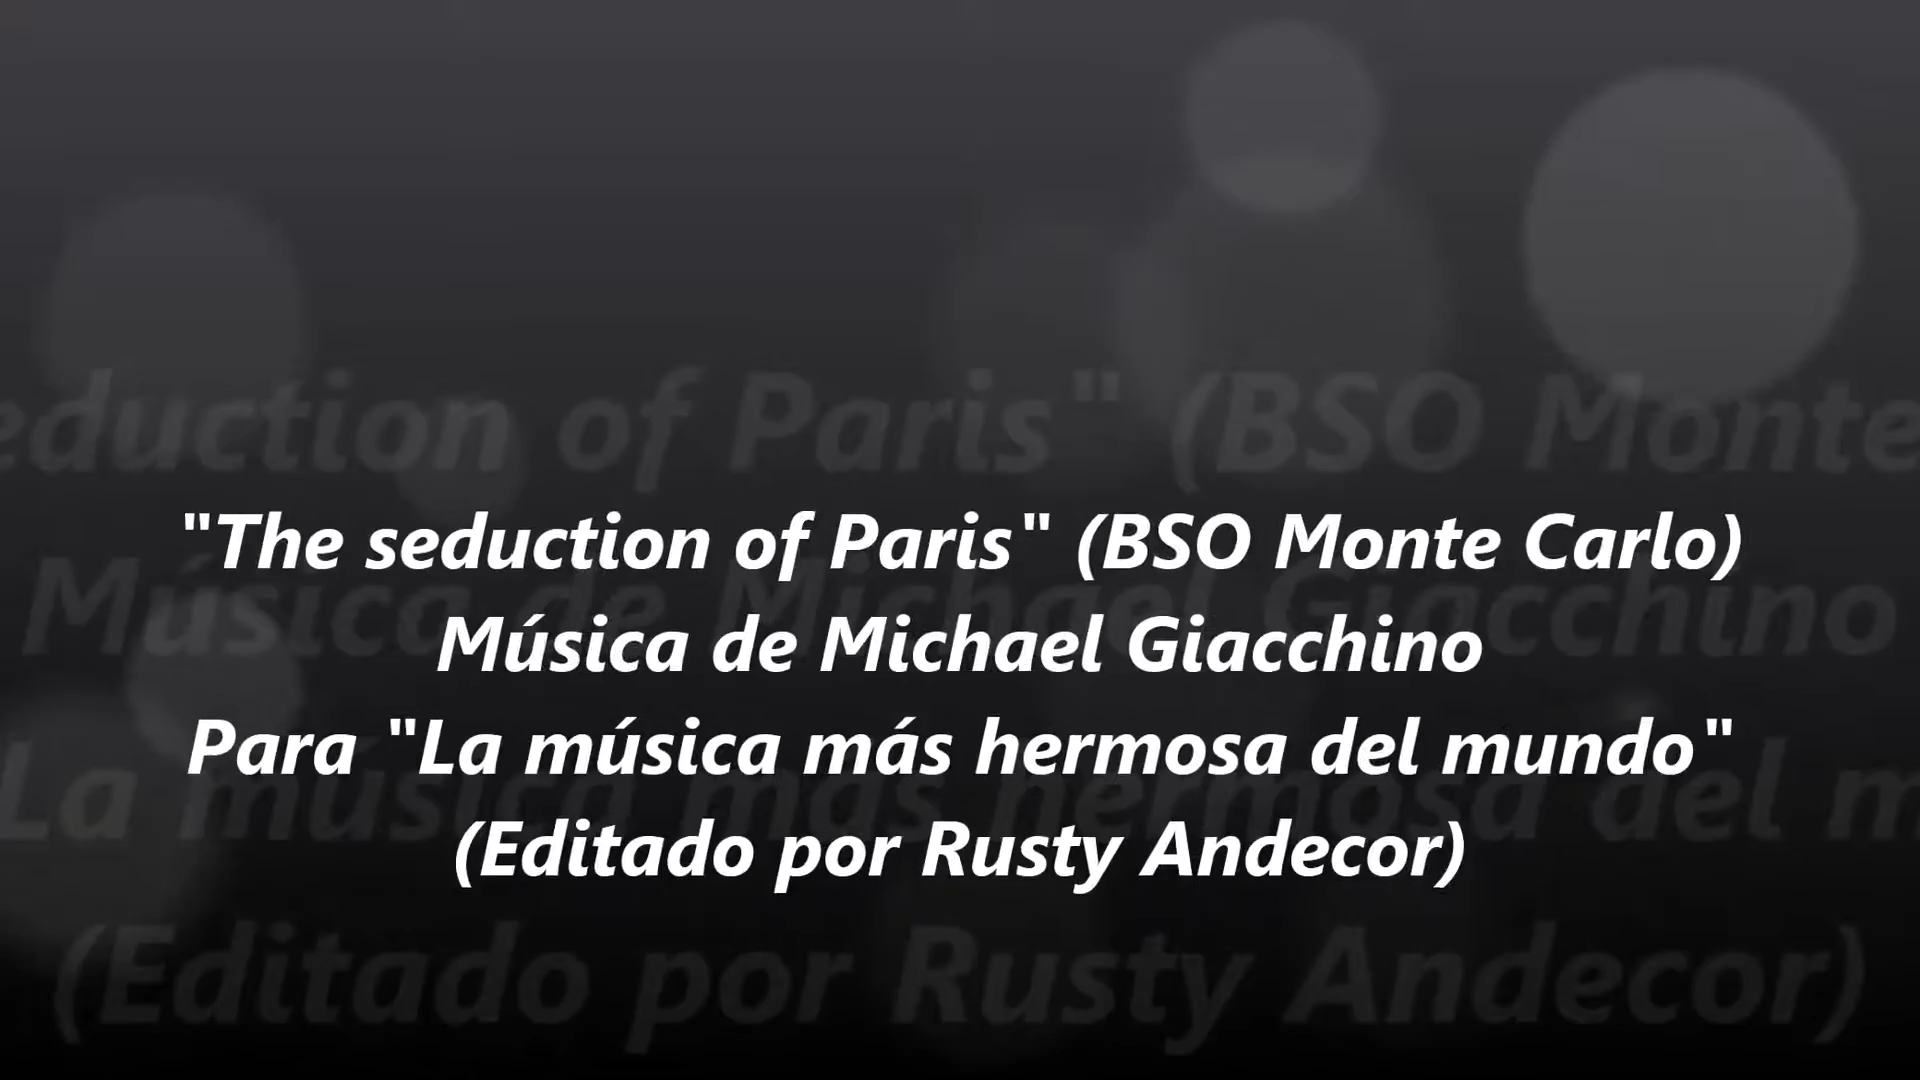 "The seduction of Paris" (BSO Monte Carlo)
Música de Michael Giacchino
Para "La música más hermosa del mundo"
(Editado por Rusty Andecor)